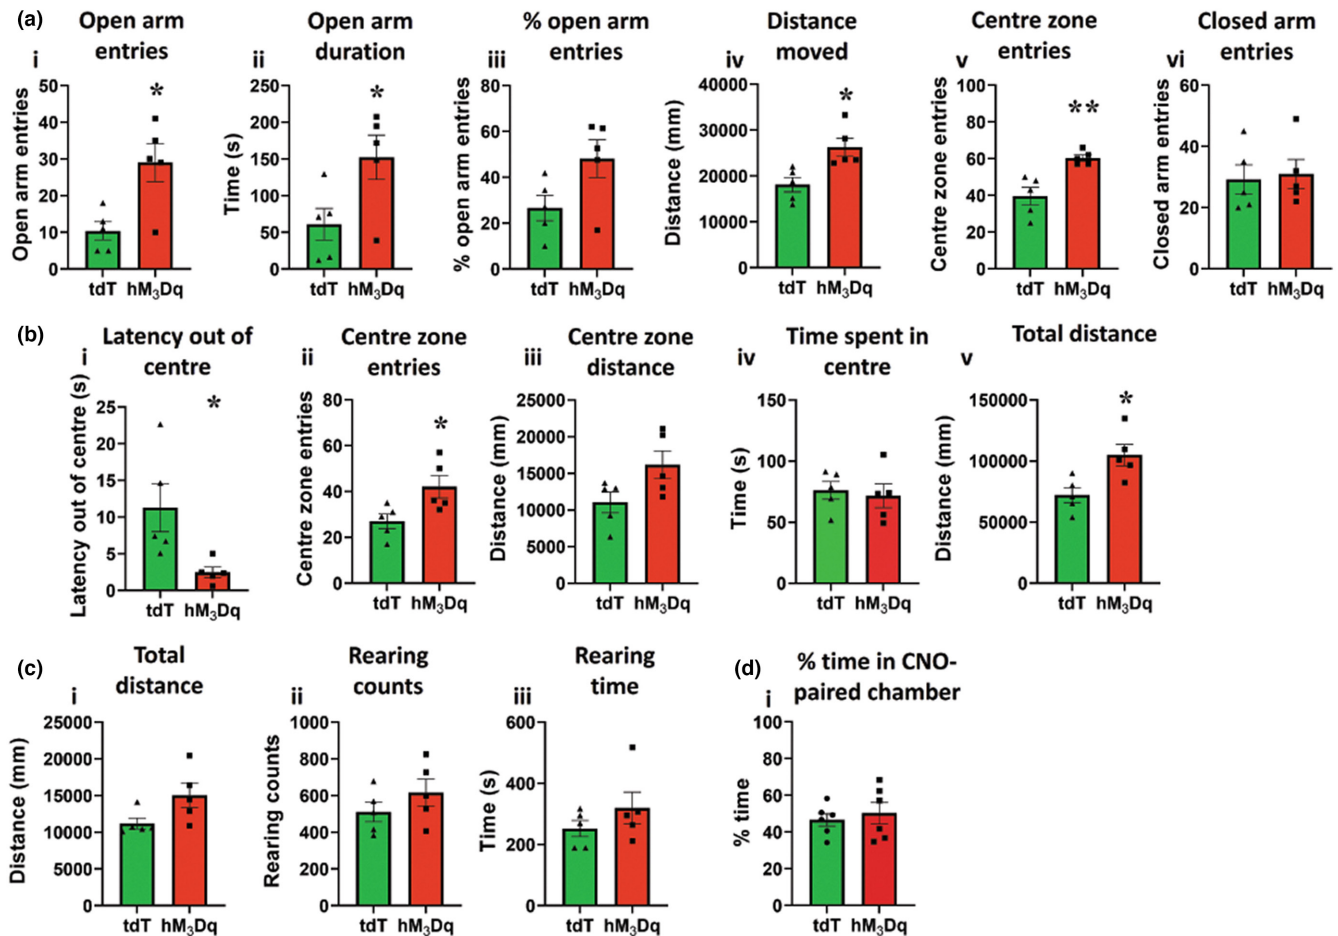 (a)
i
Open arm
entries
Open arm entries
50
40
30
20
10
0
*
tdT hM₃Dq
ii
Open arm
duration
Time (s)
250
200
150
100
50
0
*
tdT hM₃Dq
iii
% open arm
entries
% open arm entries
80
60
40
20
0
tdT hM₃Dq
iv
Distance
moved
Distance (mm)
40000
30000
20000
10000
0
*
tdT hM₃Dq
v
Centre zone
entries
Centre zone entries
100
80
60
40
20
0
**
tdT hM₃Dq
vi
Closed arm
entries
Closed arm entries
60
40
20
0
tdT hM₃Dq
(b)
i
Latency out of
centre
Latency out of centre (s)
25
20
15
10
5
0
*
tdT hM₃Dq
ii
Centre zone
entries
Centre zone entries
80
60
40
20
0
*
tdT hM₃Dq
iii
Centre zone
distance
Distance (mm)
25000
20000
15000
10000
5000
0
tdT hM₃Dq
iv
Time spent in
centre
Time (s)
150
100
50
0
tdT hM₃Dq
v
Total distance
Distance (mm)
150000
100000
50000
0
*
tdT hM₃Dq
(c)
i
Total
distance
Distance (mm)
25000
20000
15000
10000
5000
0
tdT hM₃Dq
ii
Rearing
counts
Rearing counts
1000
800
600
400
200
0
tdT hM₃Dq
iii
Rearing
time
Time (s)
600
400
200
0
tdT hM₃Dq
(d)
i
% time in CNO-
paired chamber
% time
100
80
60
40
20
0
tdT hM₃Dq